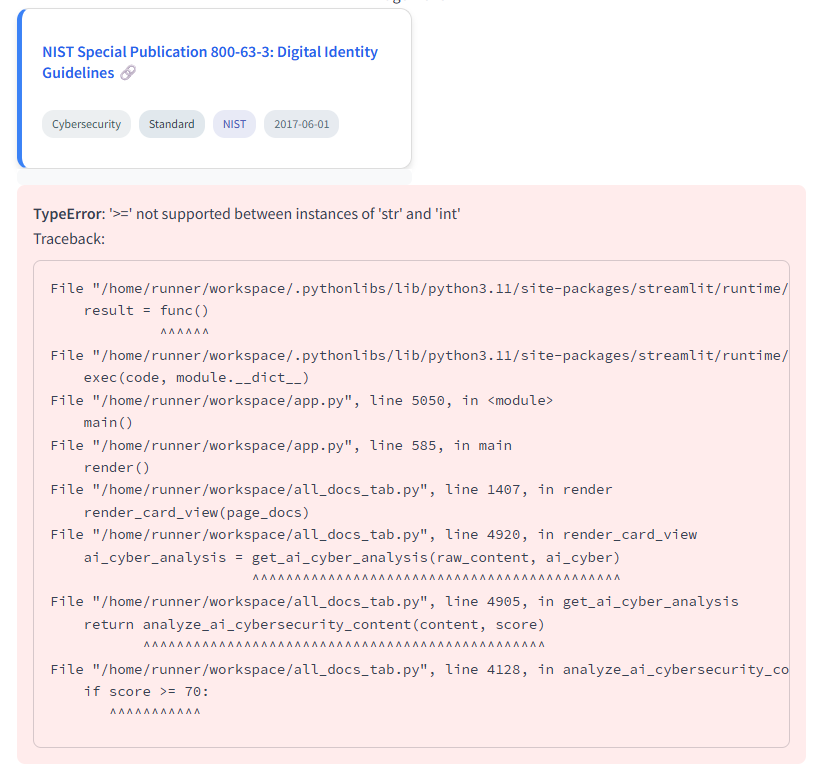 NIST Special Publication 800-63-3: Digital Identity
Guidelines
Cybersecurity Standard NIST 2017-06-01
TypeError: '>=' not supported between instances of 'str' and 'int'
Traceback:
File "/home/runner/workspace/.pythonlibs/lib/python3.11/site-packages/streamlit/runtime/
result = func()
^^^^^^
File "/home/runner/workspace/.pythonlibs/lib/python3.11/site-packages/streamlit/runtime/
exec(code, module.__dict__)
File "/home/runner/workspace/app.py", line 5050, in <module>
main()
File "/home/runner/workspace/app.py", line 585, in main
render()
File "/home/runner/workspace/all_docs_tab.py", line 1407, in render
render_card_view(page_docs)
File "/home/runner/workspace/all_docs_tab.py", line 4920, in render_card_view
ai_cyber_analysis = get_ai_cyber_analysis(raw_content, ai_cyber)
^^^^^^^^^^^^^^^^^^^^^^^^^^^^^^^^^^^^^^^^^^^^
File "/home/runner/workspace/all_docs_tab.py", line 4905, in get_ai_cyber_analysis
return analyze_ai_cybersecurity_content(content, score)
^^^^^^^^^^^^^^^^^^^^^^^^^^^^^^^^^^^^^^^^^^^^^^^^
File "/home/runner/workspace/all_docs_tab.py", line 4128, in analyze_ai_cybersecurity_co
if score >= 70:
^^^^^^^^^^^